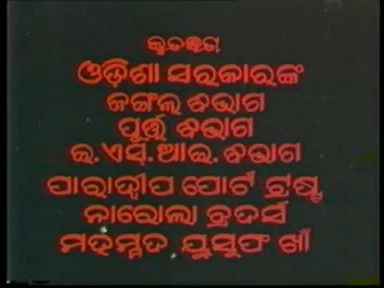 କୃତଜ୍ଞତା
ଓଡ଼ିଶା ସରକାରଙ୍କ
ଜଙ୍ଗଲ ବିଭାଗ
ପୂର୍ତ୍ତ ବିଭାଗ
ଇ.ଏସ୍.ଆଇ. ବିଭାଗ
ପାରାଦ୍ୱୀପ ପୋର୍ଟ ଟ୍ରଷ୍ଟ
ନାରୋଲା ବ୍ରଦର୍ସ
ମହମ୍ମଦ ଯୁସୁଫ ଖାଁ